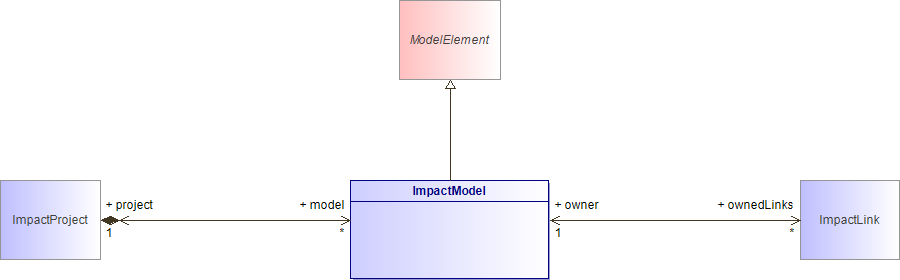 ModelElement
ImpactModel
+ project
+ model
+ owner
+ ownedLinks
ImpactProject
ImpactLink
1
*
1
*